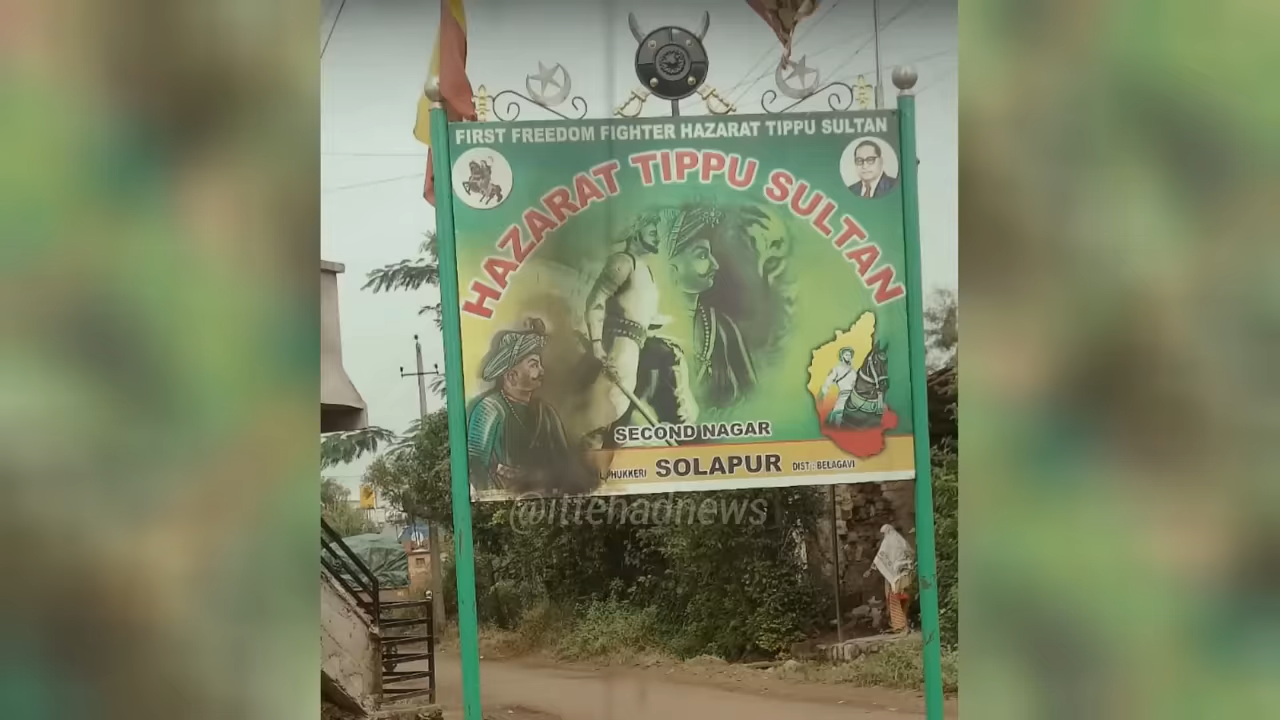 FIRST FREEDOM FIGHTER HAZARAT TIPPU SULTAN
HAZARAT TIPPU SULTAN
SECOND NAGAR
HUKKERI SOLAPUR DIST: BELAGAVI
@ittehadnews